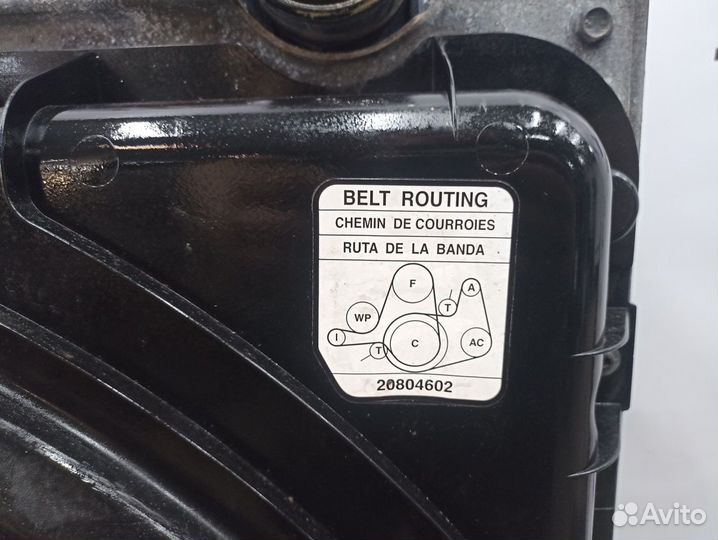 BELT ROUTING
CHEMIN DE COURROIES
RUTA DE LA BANDA
F
A
T
WP
I
T
C
AC
20804602
Avito